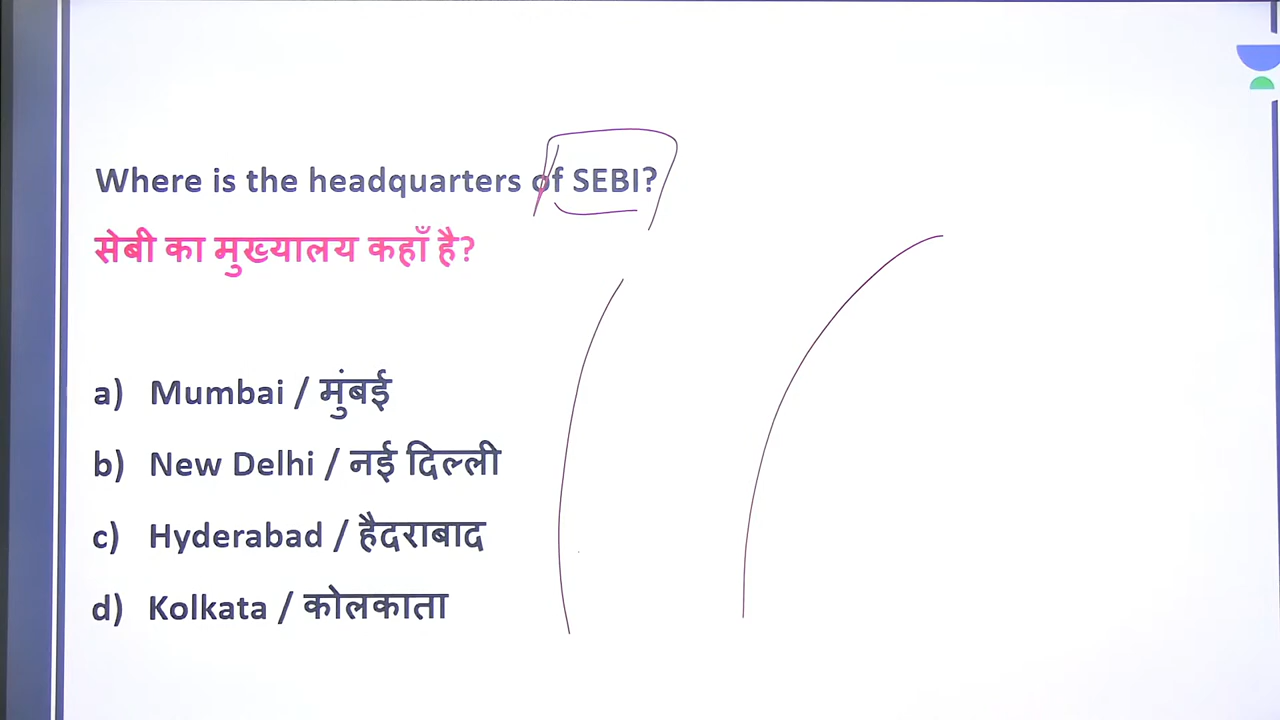 Where is the headquarters of SEBI?
सेबी का मुख्यालय कहाँ है?
a) Mumbai / मुंबई
b) New Delhi / नई दिल्ली
c) Hyderabad / हैदराबाद
d) Kolkata / कोलकाता